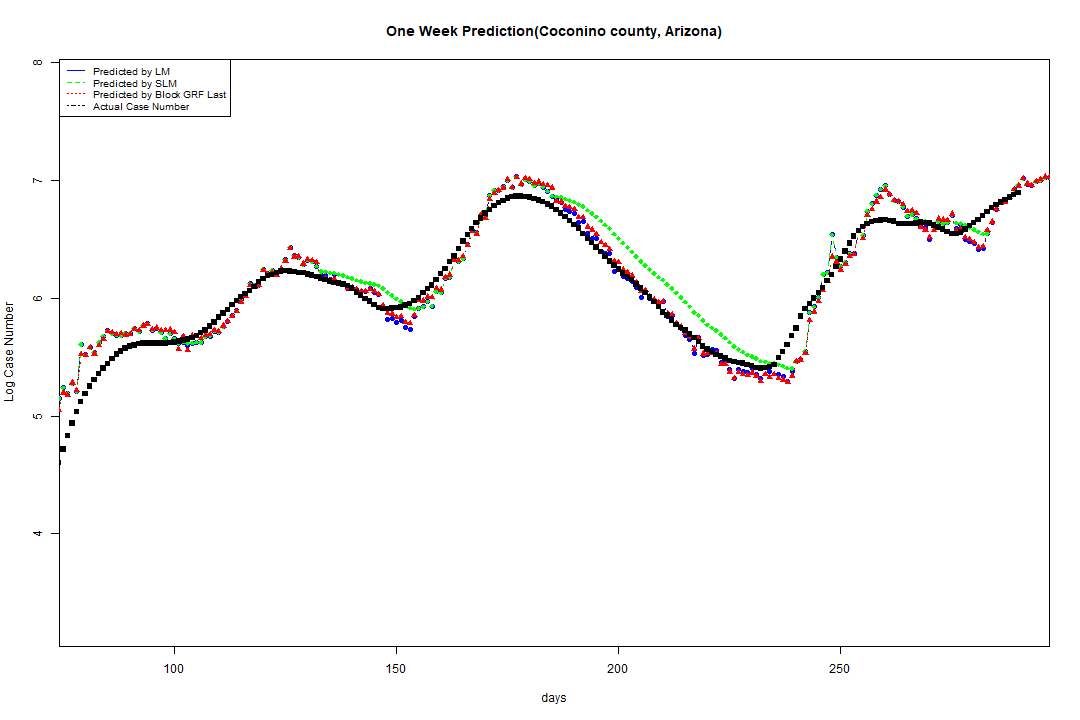 One Week Prediction(Coconino county, Arizona)
Predicted by LM
Predicted by SLM
Predicted by Block GRF Last
Actual Case Number
8
7
6
5
4
Log Case Number
100
150
200
250
days